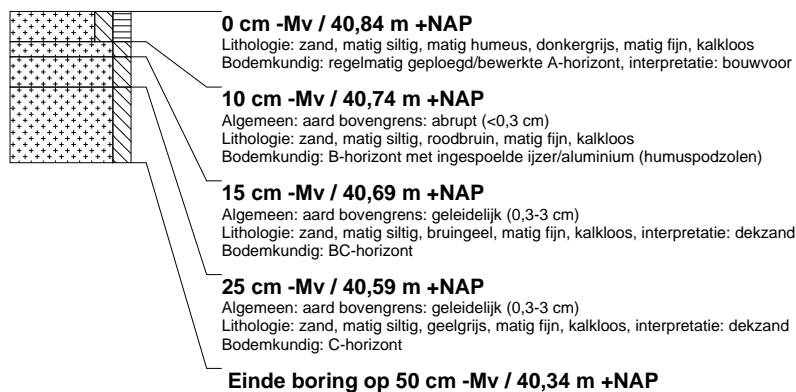 0 cm -Mv / 40,84 m +NAP
Lithologie: zand, matig siltig, matig humeus, donkergrijs, matig fijn, kalkloos
Bodemkundig: regelmatig geploegd/bewerkte A-horizont, interpretatie: bouwvoor
10 cm -Mv / 40,74 m +NAP
Algemeen: aard bovengrens: abrupt (<0,3 cm)
Lithologie: zand, matig siltig, roodbruin, matig fijn, kalkloos
Bodemkundig: B-horizont met ingespoelde ijzer/aluminium (humuspodzolen)
15 cm -Mv / 40,69 m +NAP
Algemeen: aard bovengrens: geleidelijk (0,3-3 cm)
Lithologie: zand, matig siltig, bruingeel, matig fijn, kalkloos, interpretatie: dekzand
Bodemkundig: BC-horizont
25 cm -Mv / 40,59 m +NAP
Algemeen: aard bovengrens: geleidelijk (0,3-3 cm)
Lithologie: zand, matig siltig, geelgrijs, matig fijn, kalkloos, interpretatie: dekzand
Bodemkundig: C-horizont
Einde boring op 50 cm -Mv / 40,34 m +NAP